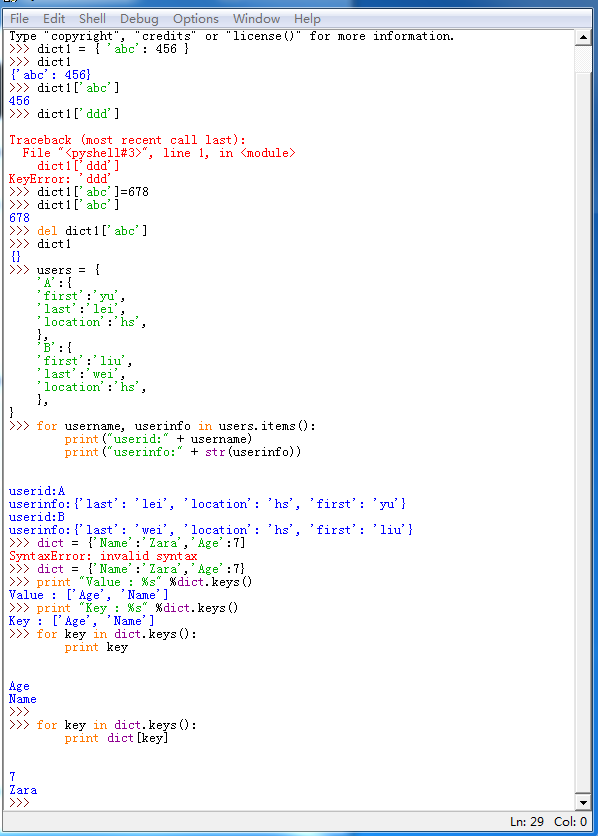 File Edit Shell Debug Options Window Help
Type "copyright", "credits" or "license()" for more information.
>>> dict1 = { 'abc': 456 }
>>> dict1
{'abc': 456}
>>> dict1['abc']
456
>>> dict1['ddd']
Traceback (most recent call last):
  File "<pyshell#3>", line 1, in <module>
    dict1['ddd']
KeyError: 'ddd'
>>> dict1['abc']=678
>>> dict1['abc']
678
>>> del dict1['abc']
>>> dict1
{}
>>> users = {
    'A':{
    'first':'yu',
    'last':'lei',
    'location':'hs',
    },
    'B':{
    'first':'liu',
    'last':'wei',
    'location':'hs',
    },
}
>>> for username, userinfo in users.items():
        print("userid:" + username)
        print("userinfo:" + str(userinfo))
userid:A
userinfo:{'last': 'lei', 'location': 'hs', 'first': 'yu'}
userid:B
userinfo:{'last': 'wei', 'location': 'hs', 'first': 'liu'}
>>> dict = {'Name':'Zara','Age':7]
SyntaxError: invalid syntax
>>> dict = {'Name':'Zara','Age':7}
>>> print "Value : %s" %dict.keys()
Value : ['Age', 'Name']
>>> print "Key : %s" %dict.keys()
Key : ['Age', 'Name']
>>> for key in dict.keys():
        print key
Age
Name
>>>
>>> for key in dict.keys():
        print dict[key]
7
Zara
>>>
Ln: 29 Col: 0